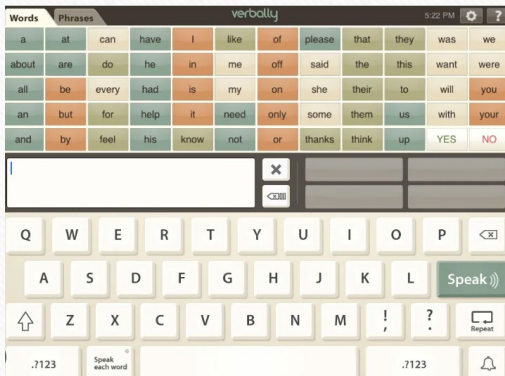 Words Phrases verbally 5:22 PM ?
a at can have I like of please that they was we
about are do he in me off said the this want were
all be every had is my on she their to will you
an but for help it need only some them us with your
and by feel his know not or thanks think up YES NO
Q W E R T Y U I O P
A S D F G H J K L Speak
Z X C V B N M ! , ? . Repeat
.?123 Speak each word .?123